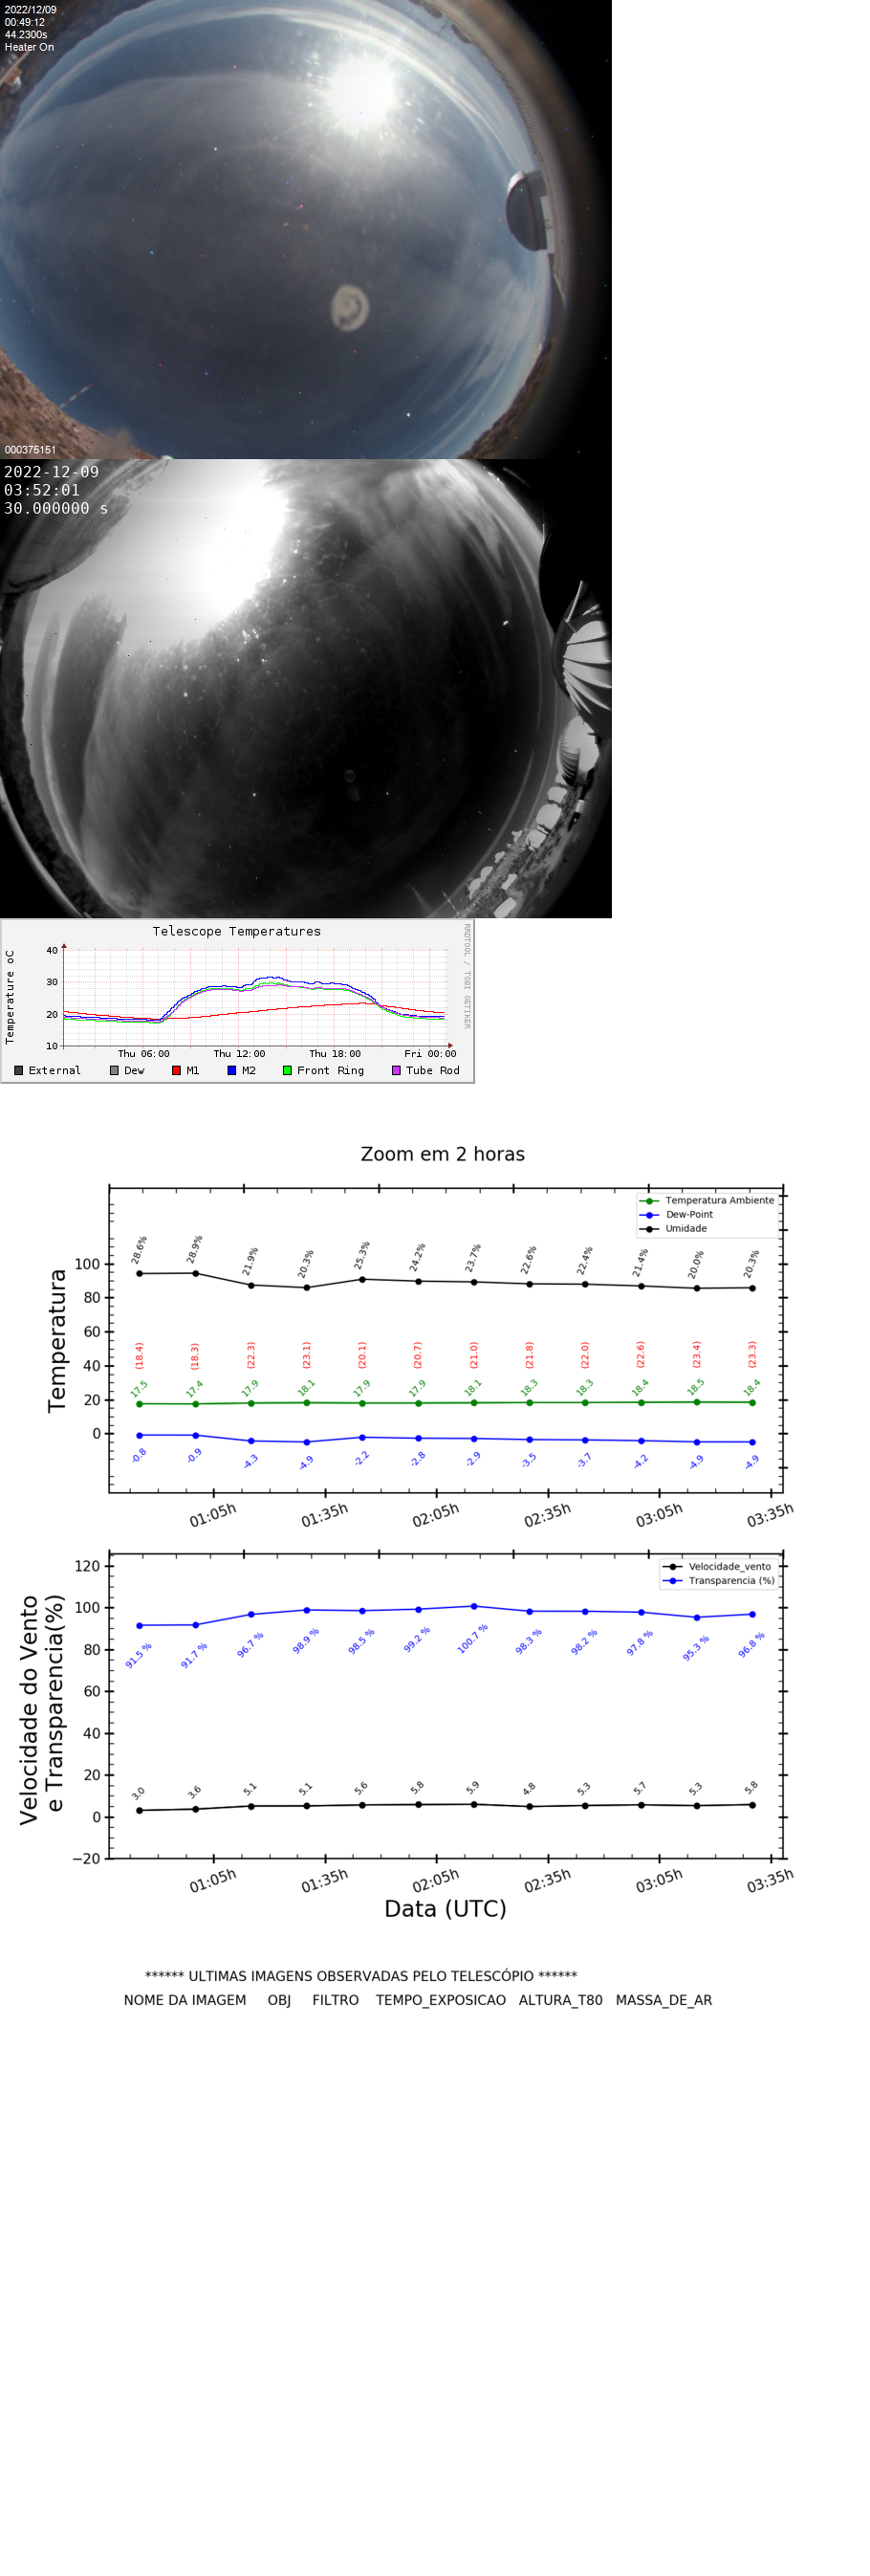 2022/12/09
00:49:12
44.2300s
Heater On
000375151
2022-12-09
03:52:01
30.000000 s
Telescope Temperatures
RRDTOOL / TOBI OETIKER
Temperature oC
40
30
20
10
Thu 06:00 Thu 12:00 Thu 18:00 Fri 00:00
External Dew M1 M2 Front Ring Tube Rod
Zoom em 2 horas
Temperatura Ambiente
Dew-Point
Umidade
Temperatura
100
80
60
40
20
0
28.6% 28.9% 21.9% 20.3% 25.3% 24.2% 23.7% 22.6% 22.4% 21.4% 20.0% 20.3%
(18.4) (18.3) (22.3) (23.1) (20.1) (20.7) (21.0) (21.8) (22.0) (22.6) (23.4) (23.3)
17.5 17.4 17.9 18.1 17.9 17.9 18.1 18.3 18.3 18.4 18.5 18.4
-0.8 -0.9 -4.3 -4.9 -2.2 -2.8 -2.9 -3.5 -3.7 -4.2 -4.9 -4.9
01:05h 01:35h 02:05h 02:35h 03:05h 03:35h
Velocidade_vento
Transparencia (%)
Velocidade do Vento
e Transparencia(%)
120
100
80
60
40
20
0
−20
91.5 % 91.7 % 96.7 % 98.9 % 98.5 % 99.2 % 100.7 % 98.3 % 98.2 % 97.8 % 95.3 % 96.8 %
3.0 3.6 5.1 5.1 5.6 5.8 5.9 4.8 5.3 5.7 5.3 5.8
01:05h 01:35h 02:05h 02:35h 03:05h 03:35h
Data (UTC)
****** ULTIMAS IMAGENS OBSERVADAS PELO TELESCÓPIO ******
NOME DA IMAGEM OBJ FILTRO TEMPO_EXPOSICAO ALTURA_T80 MASSA_DE_AR